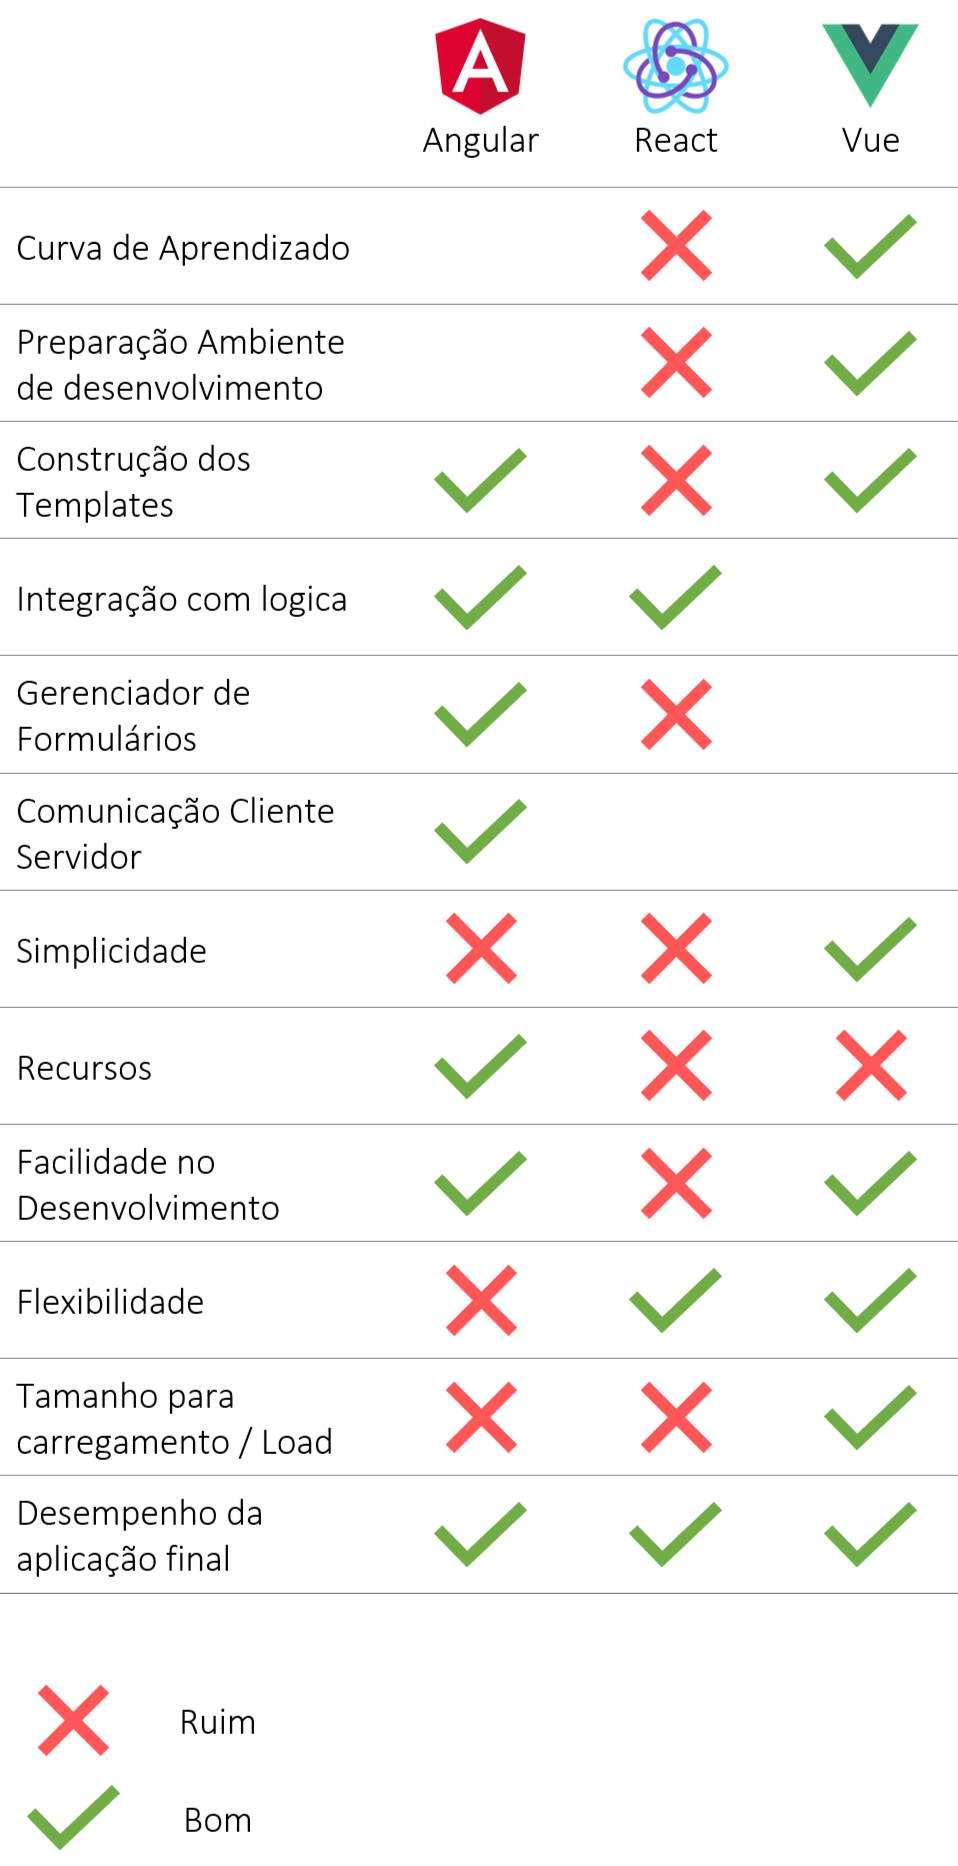 Angular React Vue
Curva de Aprendizado
Preparação Ambiente
de desenvolvimento
Construção dos
Templates
Integração com logica
Gerenciador de
Formulários
Comunicação Cliente
Servidor
Simplicidade
Recursos
Facilidade no
Desenvolvimento
Flexibilidade
Tamanho para
carregamento / Load
Desempenho da
aplicação final
Ruim
Bom